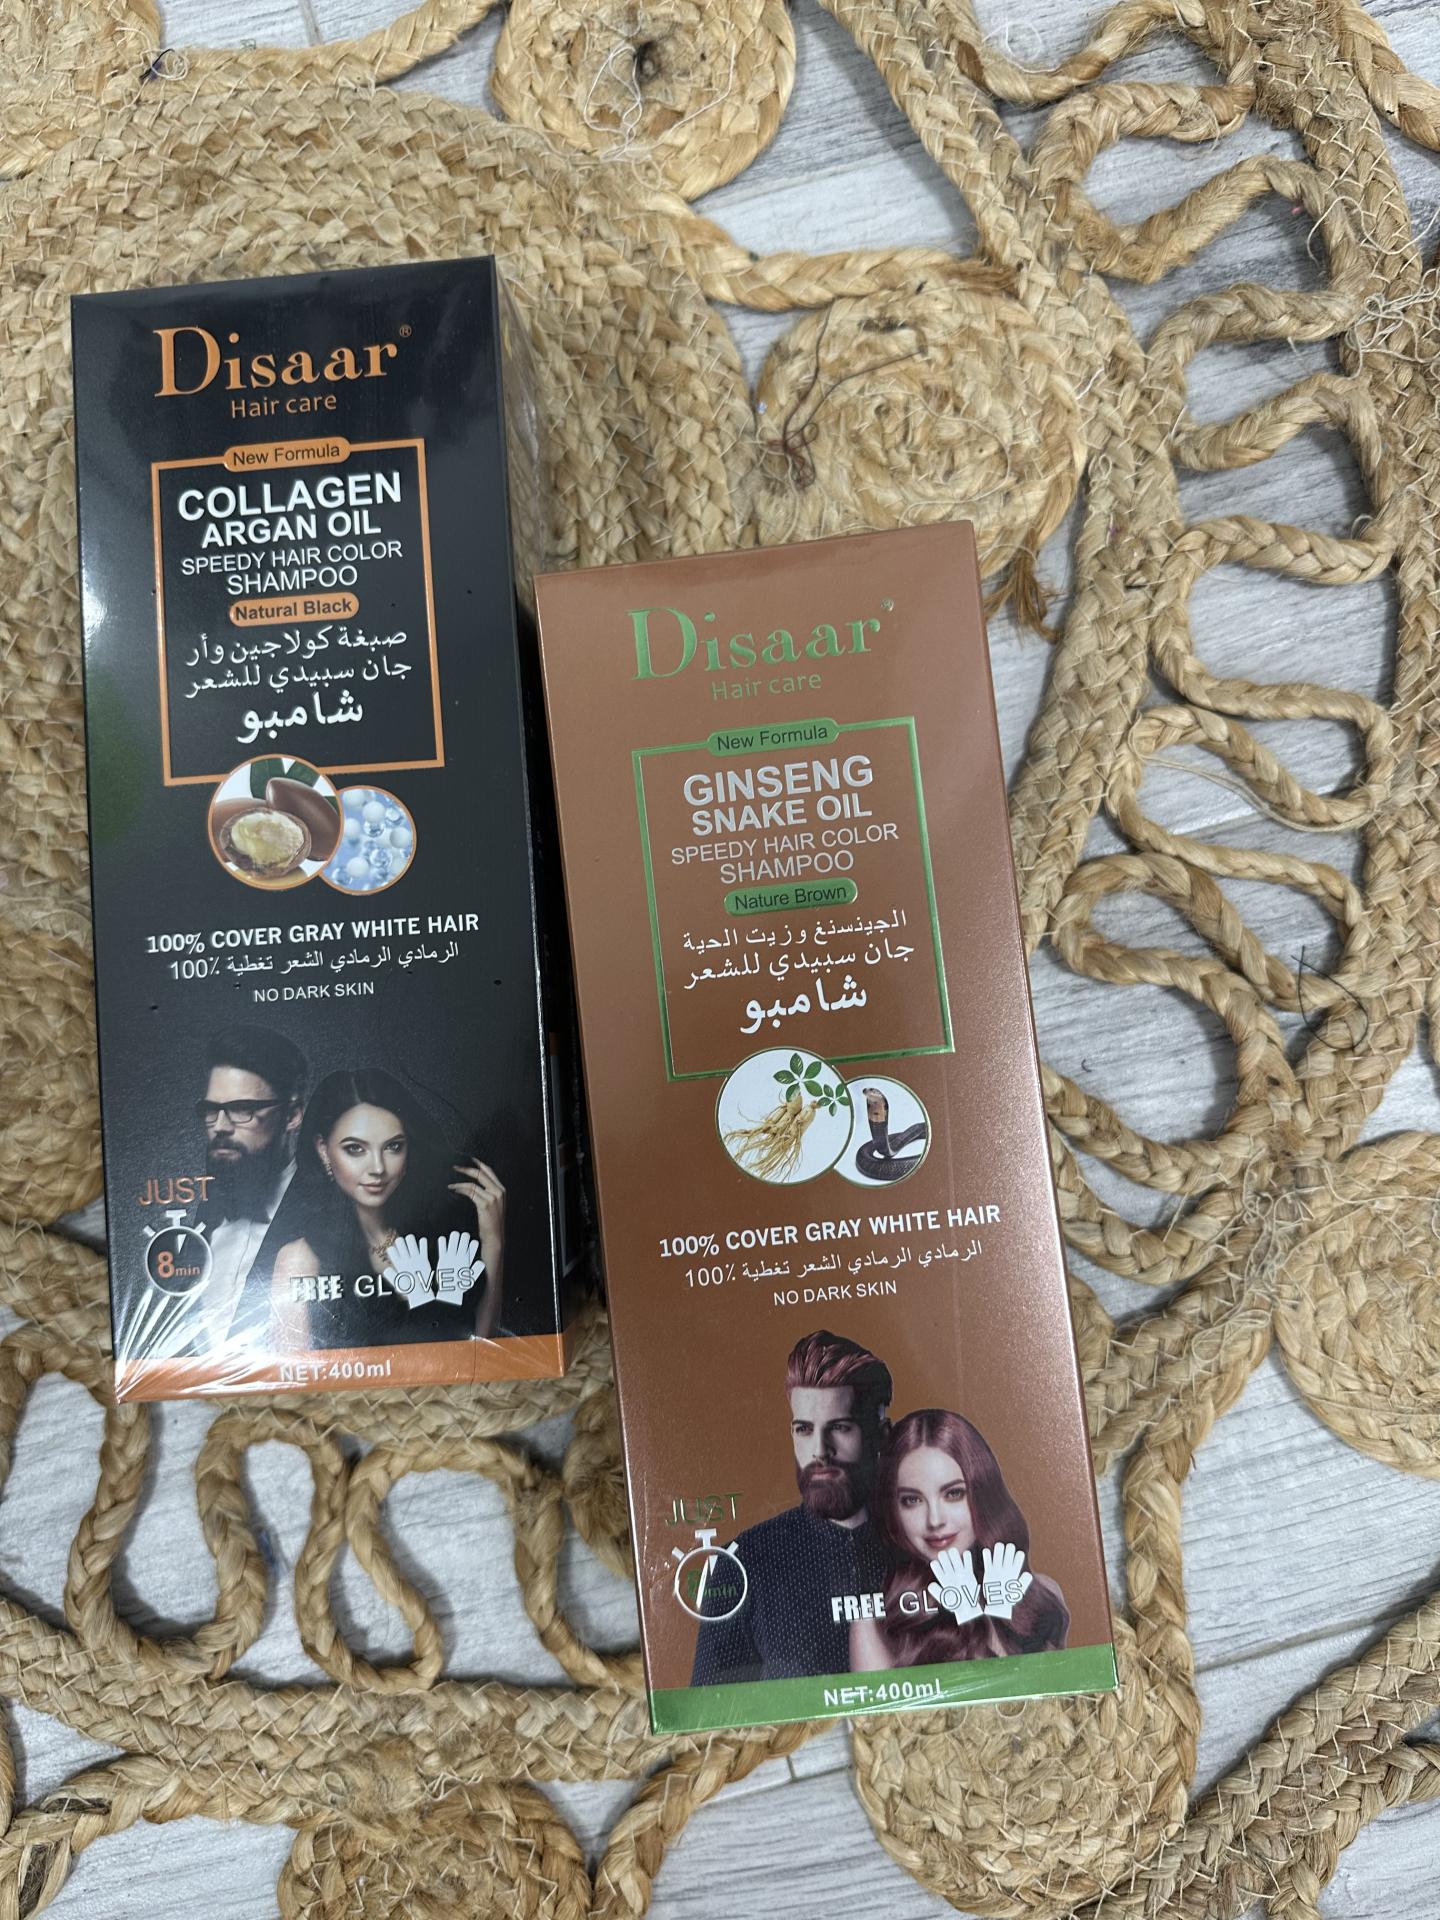 Disaar®
Hair care
New Formula
COLLAGEN
ARGAN OIL
SPEEDY HAIR COLOR
SHAMPOO
Natural Black
صبغة كولاجين وأر
جان سبيدي للشعر
شامبو
100% COVER GRAY WHITE HAIR
الرمادي الرمادي الشعر تغطية 100%
NO DARK SKIN
JUST
8min
FREE GLOVES
NET:400ml
Disaar®
Hair care
New Formula
GINSENG
SNAKE OIL
SPEEDY HAIR COLOR
SHAMPOO
Nature Brown
الجينسنغ وزيت الحية
جان سبيدي للشعر
شامبو
100% COVER GRAY WHITE HAIR
الرمادي الرمادي الشعر تغطية 100%
NO DARK SKIN
JUST
8min
FREE GLOVES
NET:400ml